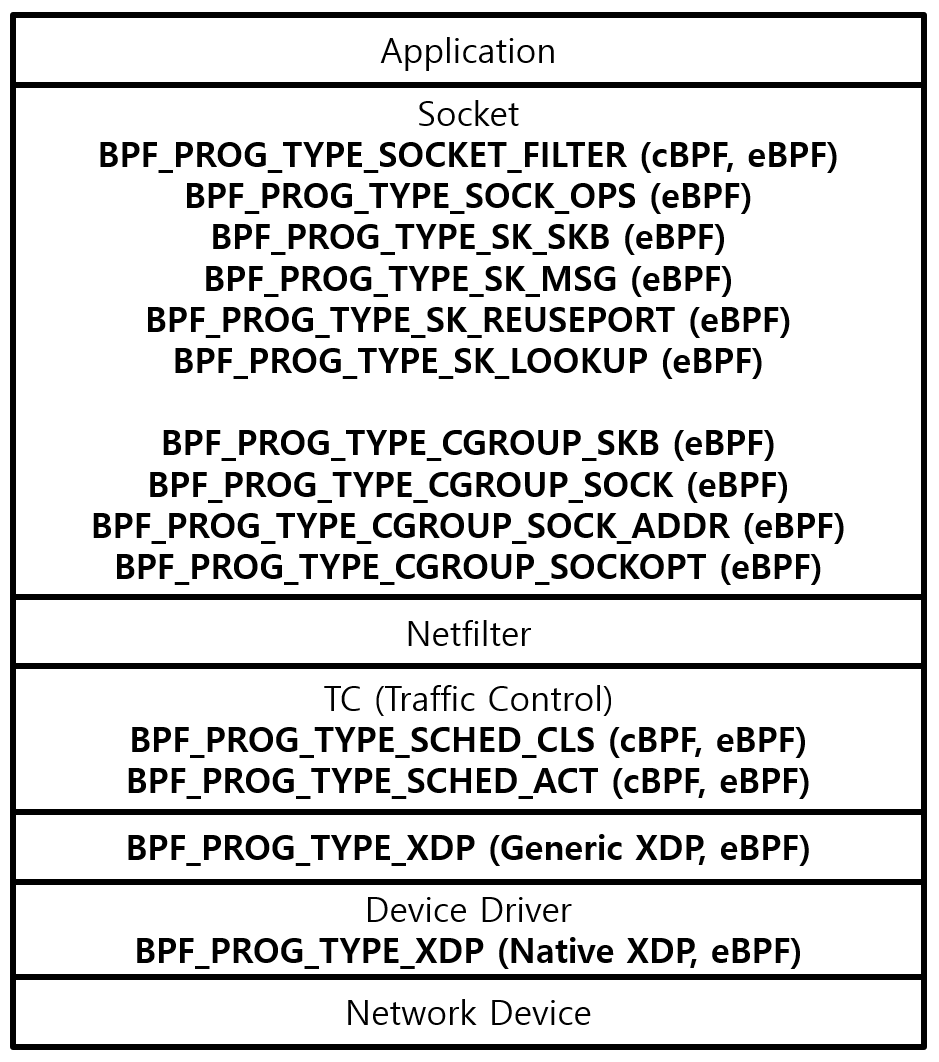 Application
Socket
BPF_PROG_TYPE_SOCKET_FILTER (cBPF, eBPF)
BPF_PROG_TYPE_SOCK_OPS (eBPF)
BPF_PROG_TYPE_SK_SKB (eBPF)
BPF_PROG_TYPE_SK_MSG (eBPF)
BPF_PROG_TYPE_SK_REUSEPORT (eBPF)
BPF_PROG_TYPE_SK_LOOKUP (eBPF)
BPF_PROG_TYPE_CGROUP_SKB (eBPF)
BPF_PROG_TYPE_CGROUP_SOCK (eBPF)
BPF_PROG_TYPE_CGROUP_SOCK_ADDR (eBPF)
BPF_PROG_TYPE_CGROUP_SOCKOPT (eBPF)
Netfilter
TC (Traffic Control)
BPF_PROG_TYPE_SCHED_CLS (cBPF, eBPF)
BPF_PROG_TYPE_SCHED_ACT (cBPF, eBPF)
BPF_PROG_TYPE_XDP (Generic XDP, eBPF)
Device Driver
BPF_PROG_TYPE_XDP (Native XDP, eBPF)
Network Device